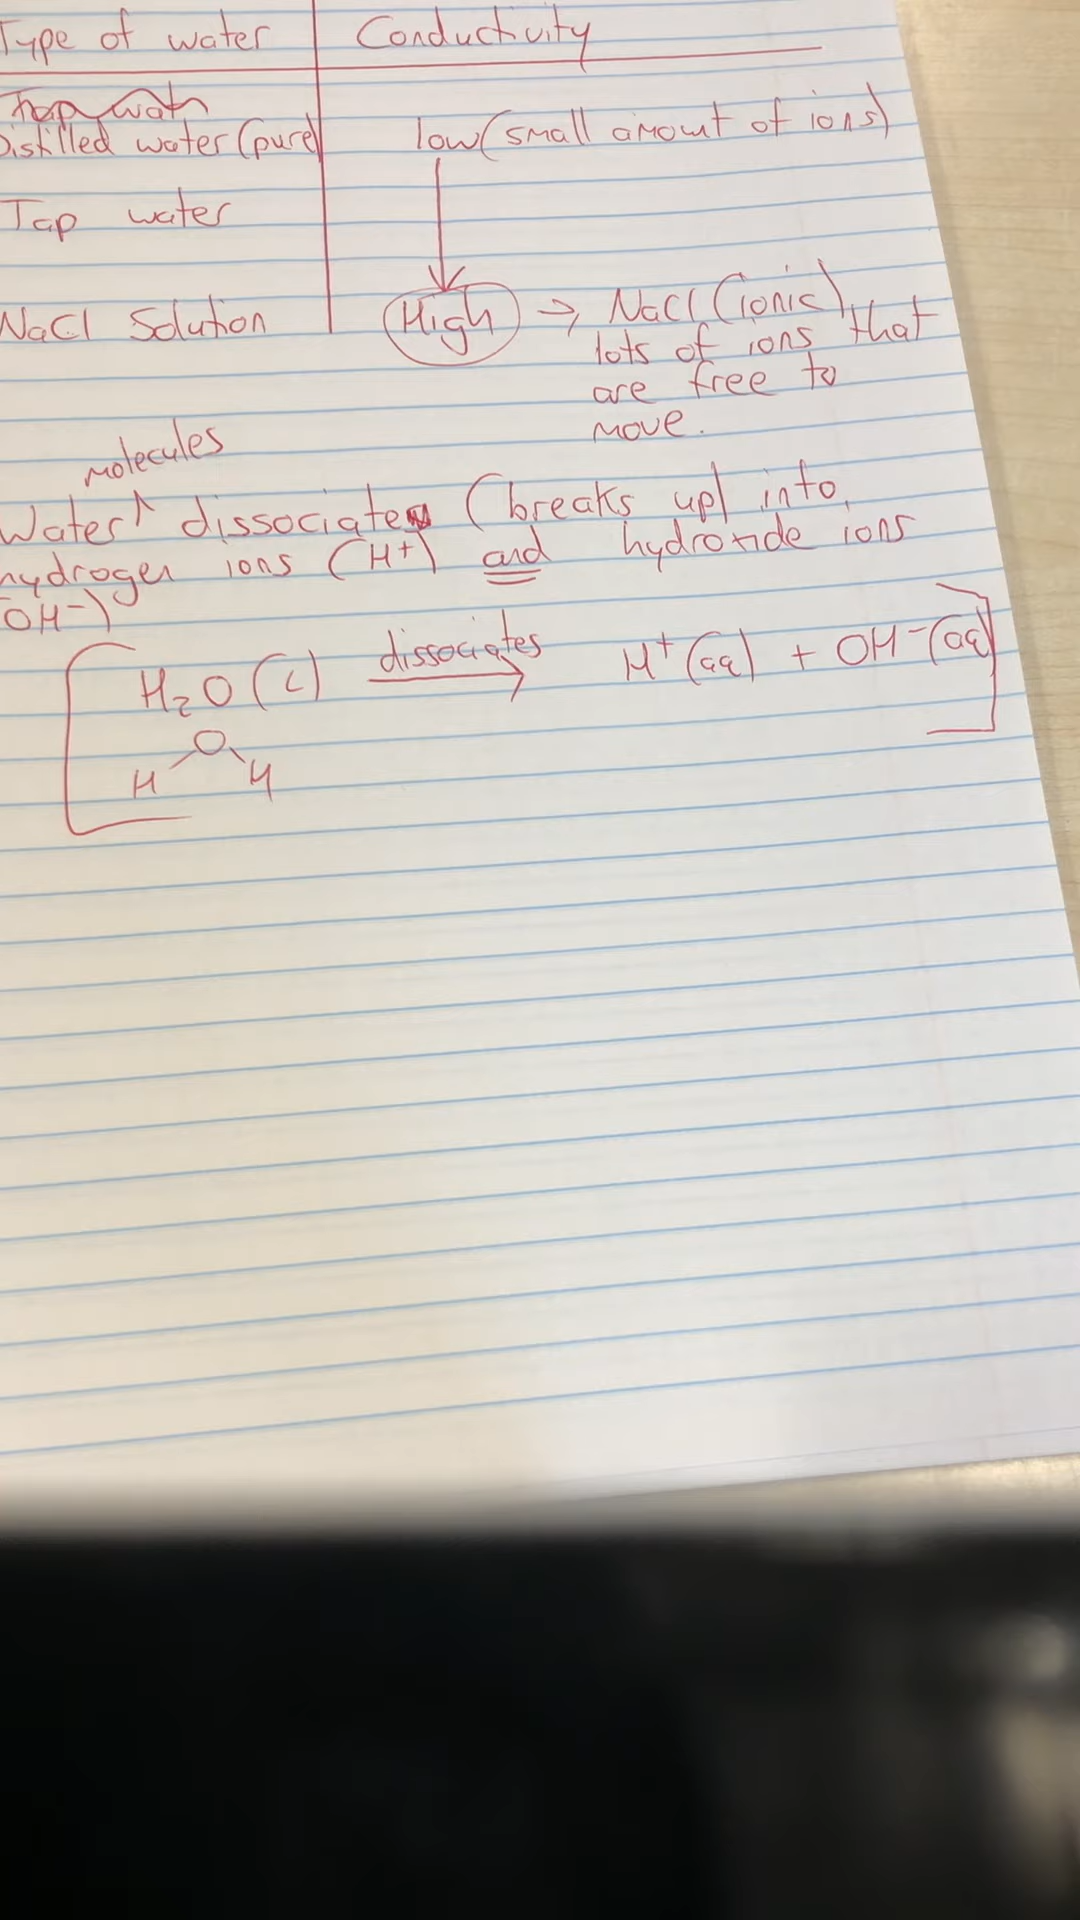 Type of water Conductivity
Tap wat
Distilled water (pure) low (small amount of ions)
Tap water
NaCl Solution High → NaCl (ionic),
lots of ions that
are free to
move.
molecules
Water ^ dissociate (breaks up) into
hydrogen ions (H+) and hydroxide ions
OH-)
H2O (L) dissociates → H+ (aq) + OH- (aq)
O
H H